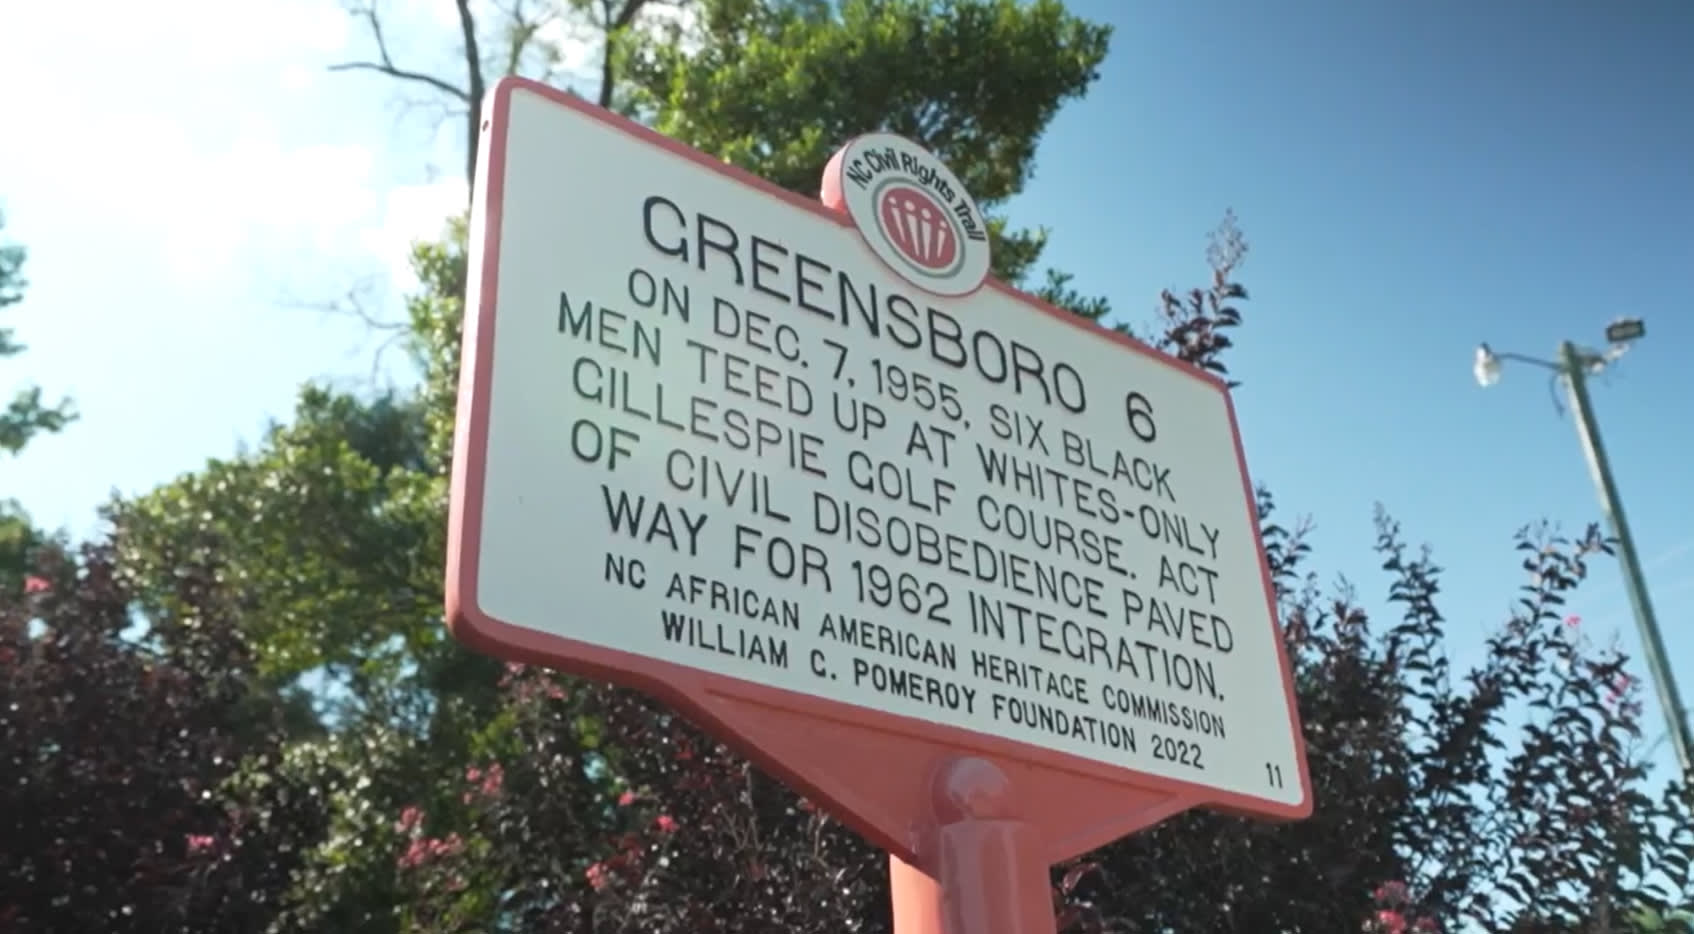 NC Civil Rights Trail
GREENSBORO 6
ON DEC. 7, 1955, SIX BLACK
MEN TEED UP AT WHITES-ONLY
GILLESPIE GOLF COURSE. ACT
OF CIVIL DISOBEDIENCE PAVED
WAY FOR 1962 INTEGRATION.
NC AFRICAN AMERICAN HERITAGE COMMISSION
WILLIAM G. POMEROY FOUNDATION 2022
11